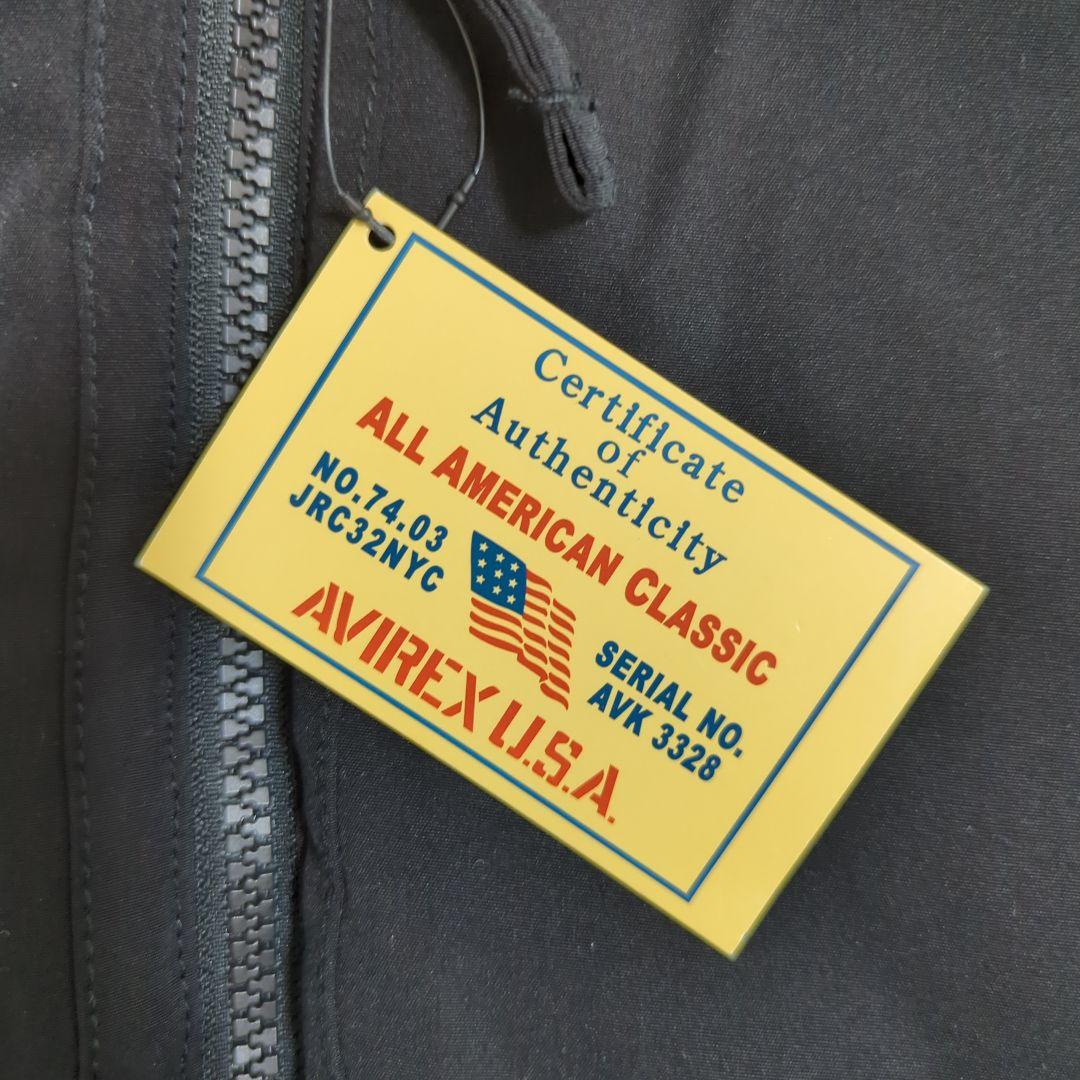 Certificate
of
Authenticity
ALL AMERICAN CLASSIC
NO.74.03
JRC32NYC
SERIAL NO.
AVK 3328
AVIREX U.S.A.